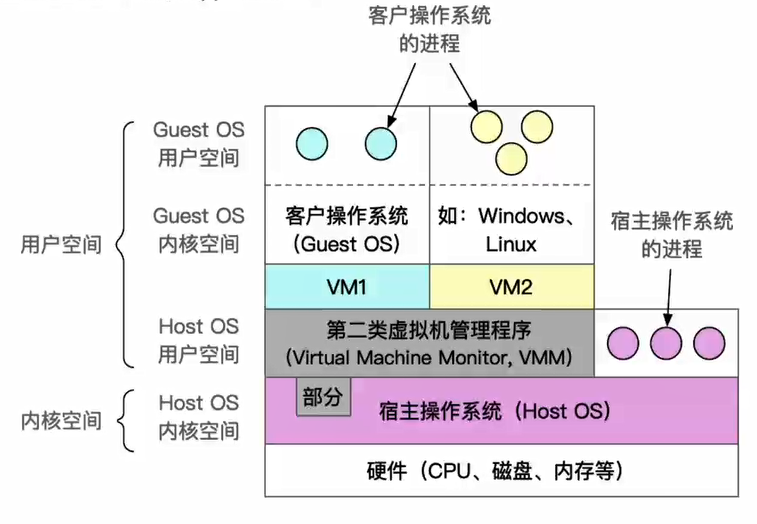 客户操作系统
的进程
Guest OS
用户空间
Guest OS
内核空间
客户操作系统
（Guest OS）
如：Windows、
Linux
宿主操作系统
的进程
用户空间
VM1
VM2
Host OS
用户空间
第二类虚拟机管理程序
(Virtual Machine Monitor, VMM）
Host OS
内核空间
内核空间
部分
宿主操作系统（Host OS）
硬件（CPU、磁盘、内存等）